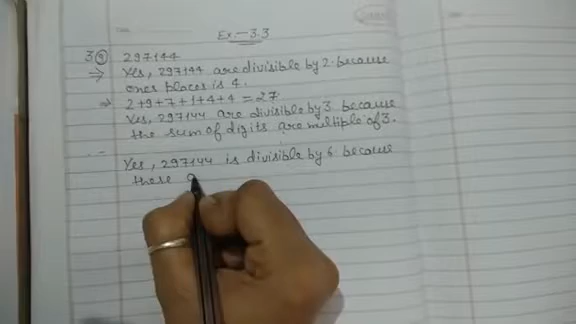 Ex.-3.3
3 (a) 297144
⇒ Yes, 297144 are divisible by 2. because
ones places is 4.
⇒ 2+9+7+1+4+4=27
Yes, 297144 are divisible by 3. because
the sum of digits are multiple of 3.
Yes, 297144 is divisible by 6. because
these